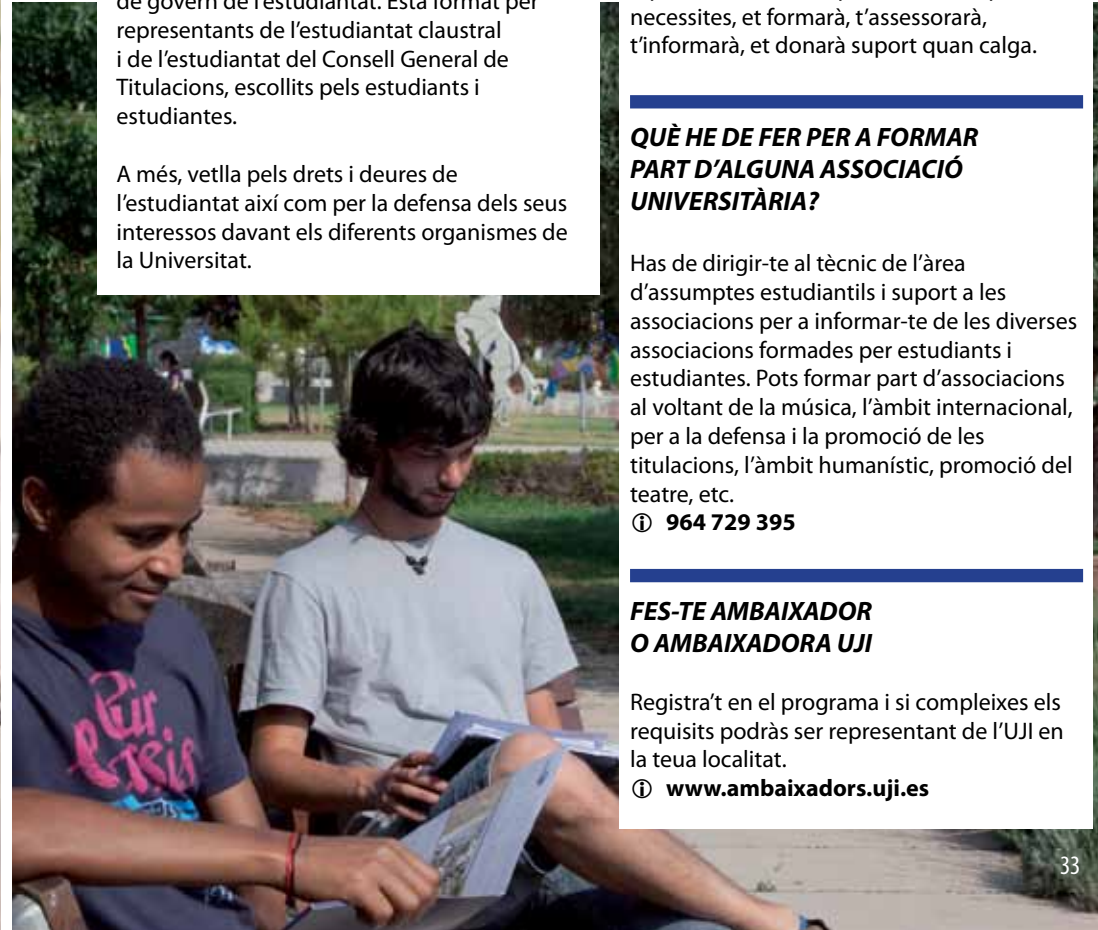 de govern de l'estudiantat. Està format per
representants de l'estudiantat claustral
i de l'estudiantat del Consell General de
Titulacions, escollits pels estudiants i
estudiantes.
A més, vetlla pels drets i deures de
l'estudiantat així com per la defensa dels seus
interessos davant els diferents organismes de
la Universitat.
necessites, et formarà, t'assessorarà,
t'informarà, et donarà suport quan calga.
QUÈ HE DE FER PER A FORMAR
PART D'ALGUNA ASSOCIACIÓ
UNIVERSITÀRIA?
Has de dirigir-te al tècnic de l'àrea
d'assumptes estudiantils i suport a les
associacions per a informar-te de les diverses
associacions formades per estudiants i
estudiantes. Pots formar part d'associacions
al voltant de la música, l'àmbit internacional,
per a la defensa i la promoció de les
titulacions, l'àmbit humanístic, promoció del
teatre, etc.
ⓘ 964 729 395
FES-TE AMBAIXADOR
O AMBAIXADORA UJI
Registra't en el programa i si compleixes els
requisits podràs ser representant de l'UJI en
la teua localitat.
ⓘ www.ambaixadors.uji.es
33